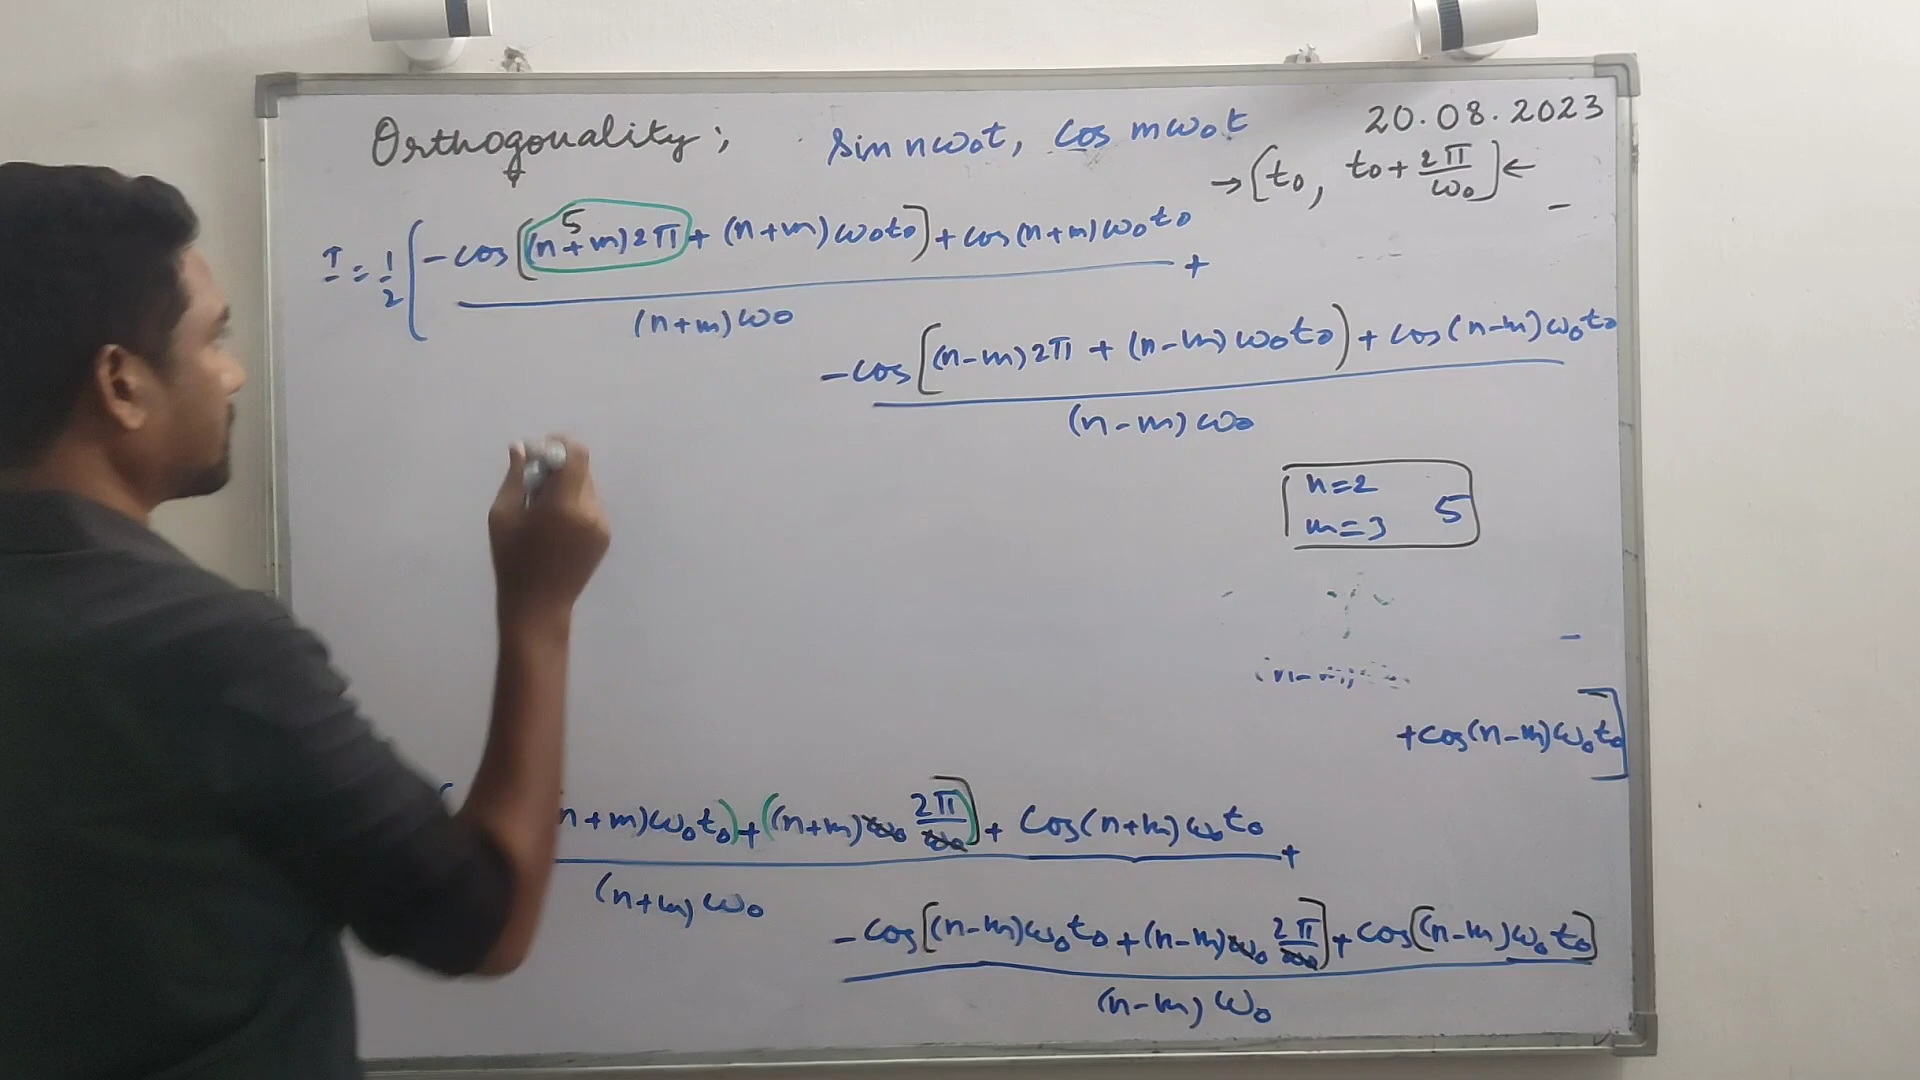 Orthogonality; sin nω₀t, cos mω₀t 20.08.2023
→ [t₀, t₀ + 2π/ω₀] ←
I = 1/2 [ -cos[(n+m)2π + (n+m)ω₀t₀] + cos(n+m)ω₀t₀ +
5
(n+m)ω₀
-cos[(n-m)2π + (n-m)ω₀t₀] + cos(n-m)ω₀t₀
(n-m)ω₀
n=2
m=3 5
+cos(n-m)ω₀t₀]
n+m)ω₀t₀) + ((n+m)ω₀ 2π/ω₀)] + cos(n+m)ω₀t₀ +
(n+m)ω₀
-cos[(n-m)ω₀t₀ + (n-m)ω₀ 2π/ω₀] + cos[(n-m)ω₀t₀]
(n-m)ω₀